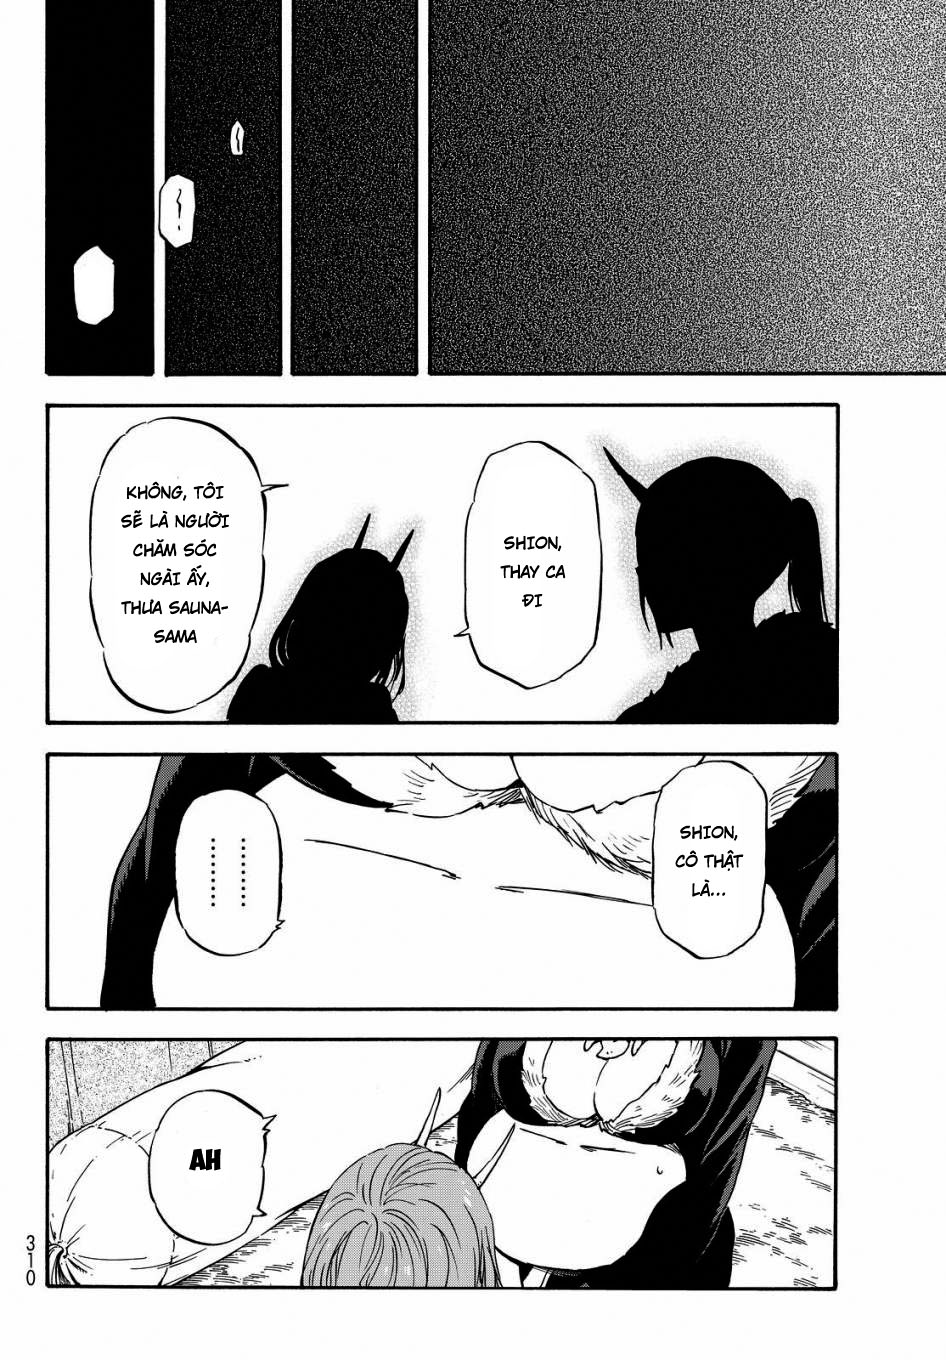 SHION,
THAY CA
ĐI
KHÔNG, TÔI
SẼ LÀ NGƯỜI
CHĂM SÓC
NGÀI ẤY,
THƯA SAUNA-
SAMA
SHION,
CÔ THẬT
LÀ...
AH
310